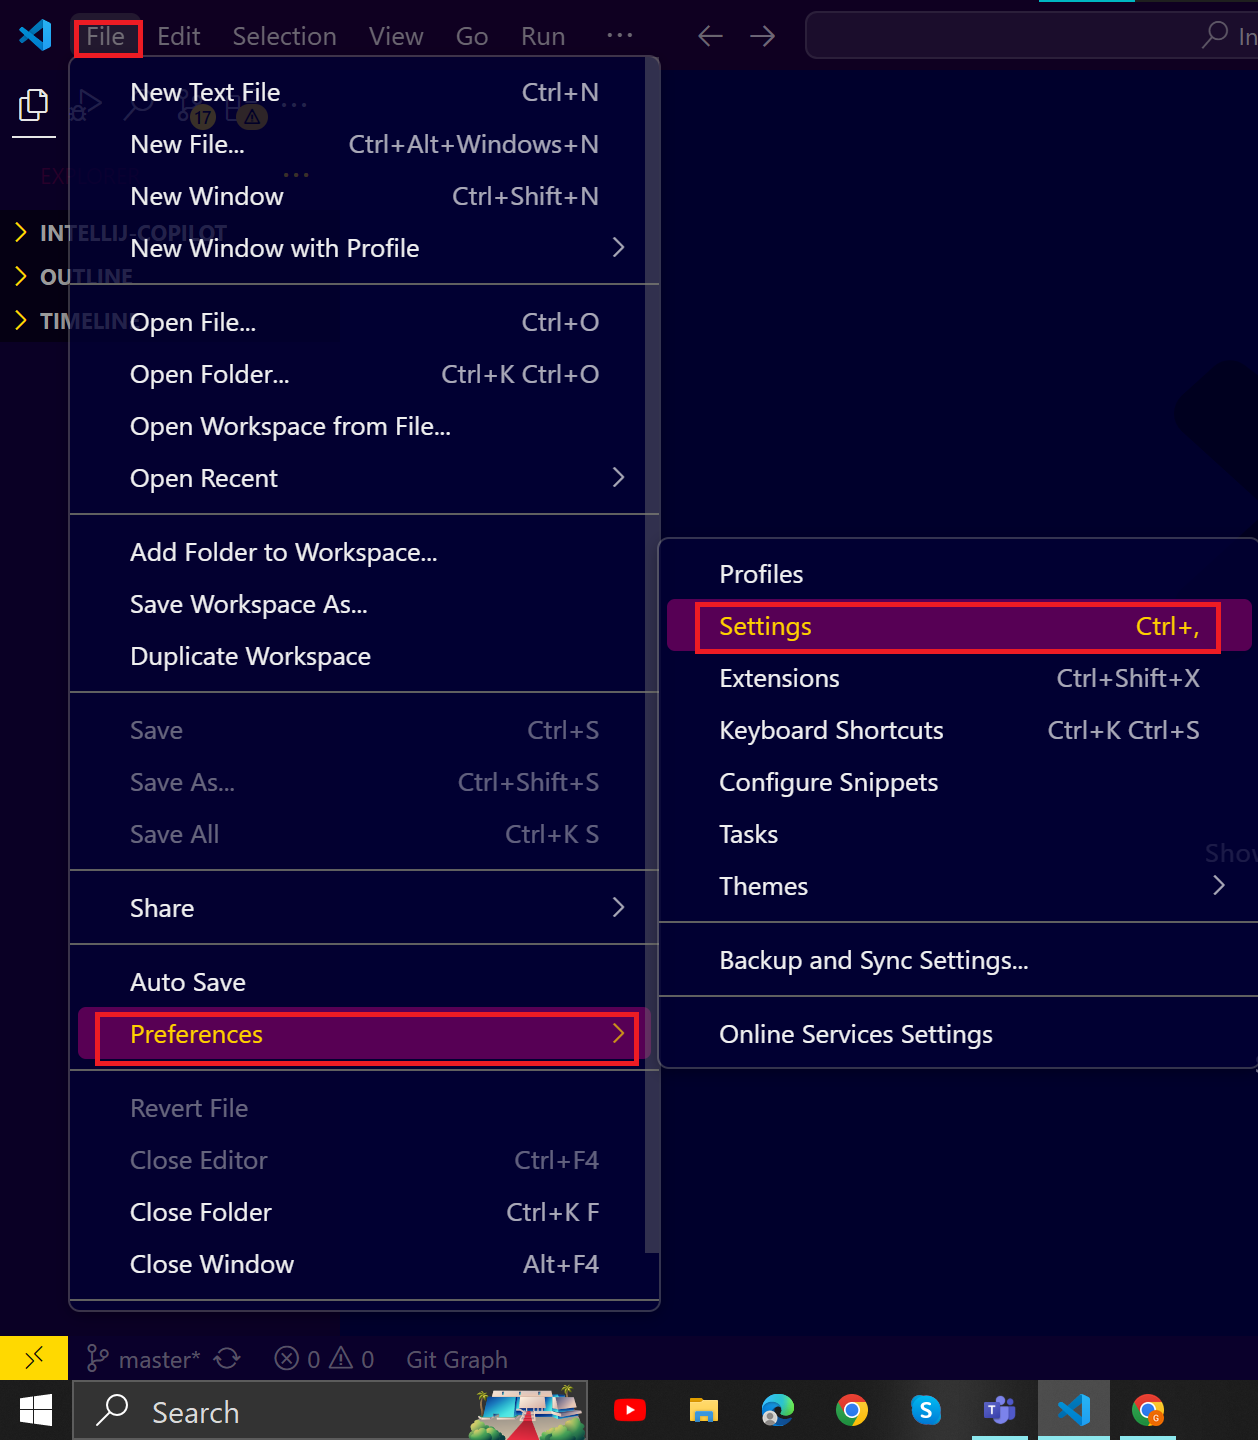 File Edit Selection View Go Run ...
In
New Text File Ctrl+N
17
New File... Ctrl+Alt+Windows+N
EXPLORER ...
New Window Ctrl+Shift+N
INTELLIJ-COPILOT
New Window with Profile
OUTLINE
TIMELINE
Open File... Ctrl+O
Open Folder... Ctrl+K Ctrl+O
Open Workspace from File...
Open Recent
Add Folder to Workspace...
Save Workspace As...
Duplicate Workspace
Save Ctrl+S
Save As... Ctrl+Shift+S
Save All Ctrl+K S
Share
Auto Save
Preferences
Revert File
Close Editor Ctrl+F4
Close Folder Ctrl+K F
Close Window Alt+F4
Profiles
Settings Ctrl+,
Extensions Ctrl+Shift+X
Keyboard Shortcuts Ctrl+K Ctrl+S
Configure Snippets
Tasks
Show
Themes
Backup and Sync Settings...
Online Services Settings
master* 0 0 Git Graph
Search